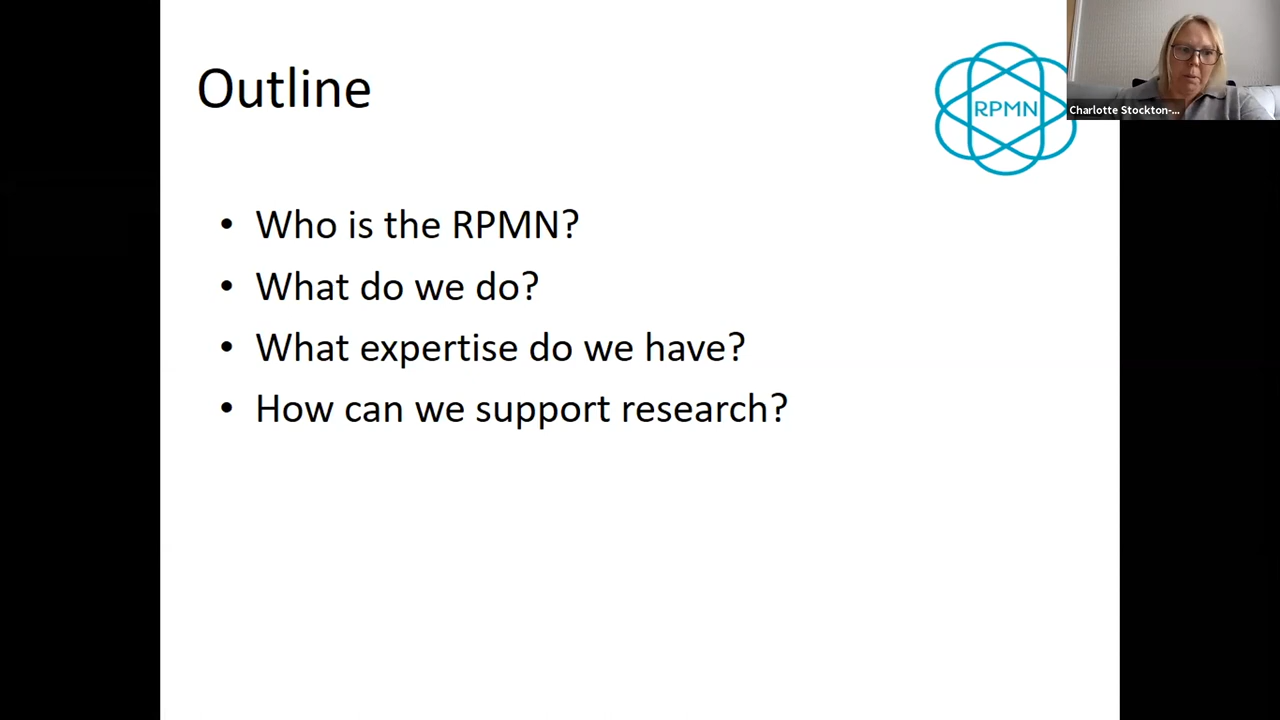 Outline
RPMN
Charlotte Stockton-...
• Who is the RPMN?
• What do we do?
• What expertise do we have?
• How can we support research?